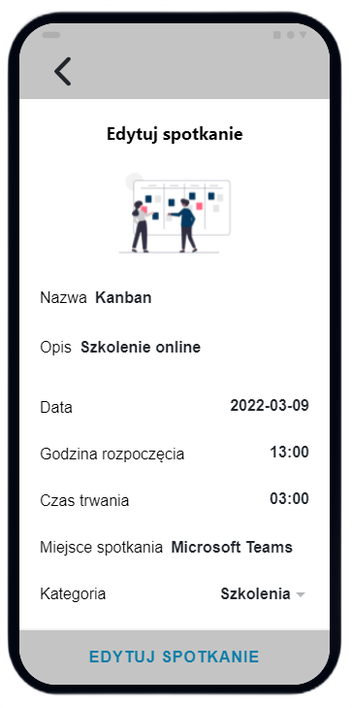 Edytuj spotkanie
Nazwa Kanban
Opis Szkolenie online
Data 2022-03-09
Godzina rozpoczęcia 13:00
Czas trwania 03:00
Miejsce spotkania Microsoft Teams
Kategoria Szkolenia
EDYTUJ SPOTKANIE